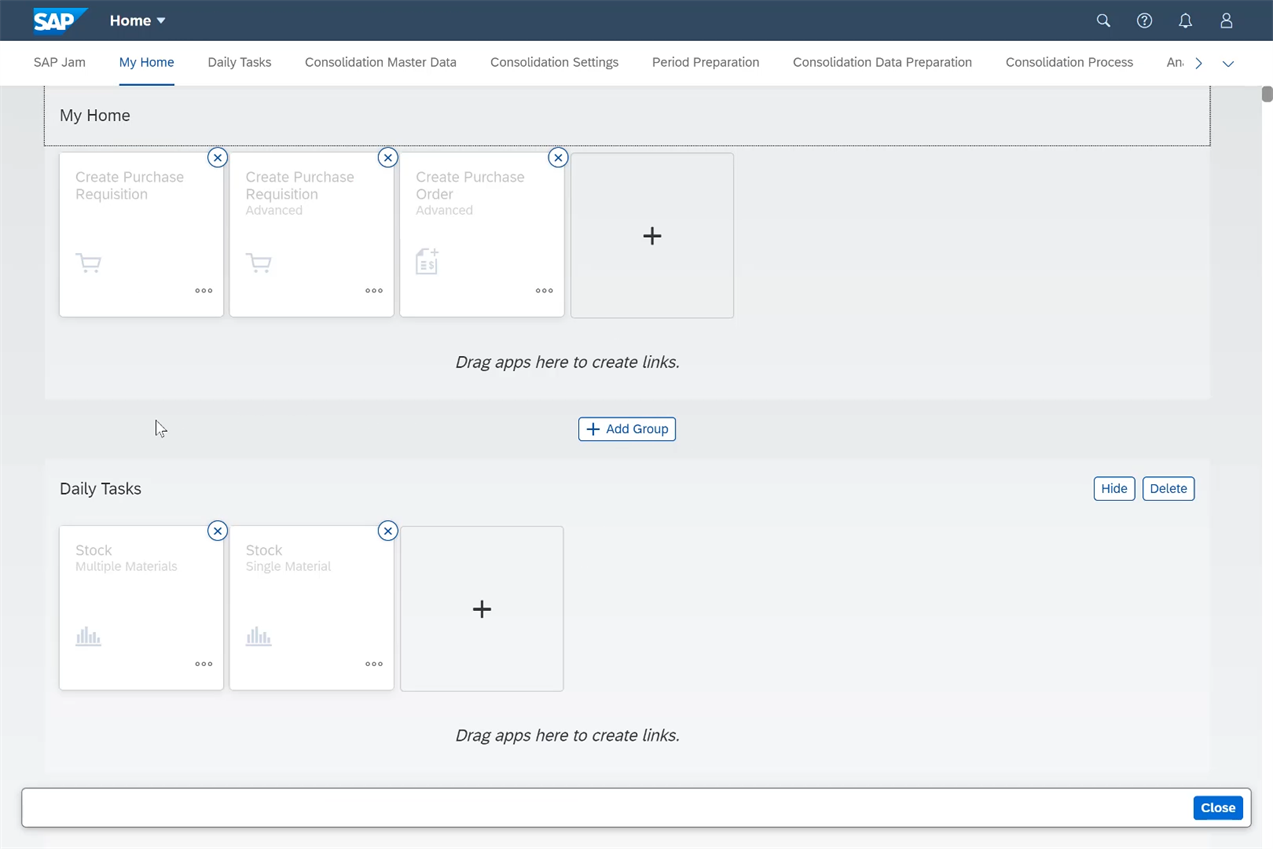 SAP Home
SAP Jam My Home Daily Tasks Consolidation Master Data Consolidation Settings Period Preparation Consolidation Data Preparation Consolidation Process An
My Home
Create Purchase
Requisition
Create Purchase
Requisition
Advanced
Create Purchase
Order
Advanced
Drag apps here to create links.
Add Group
Daily Tasks
Hide Delete
Stock
Multiple Materials
Stock
Single Material
Drag apps here to create links.
Close